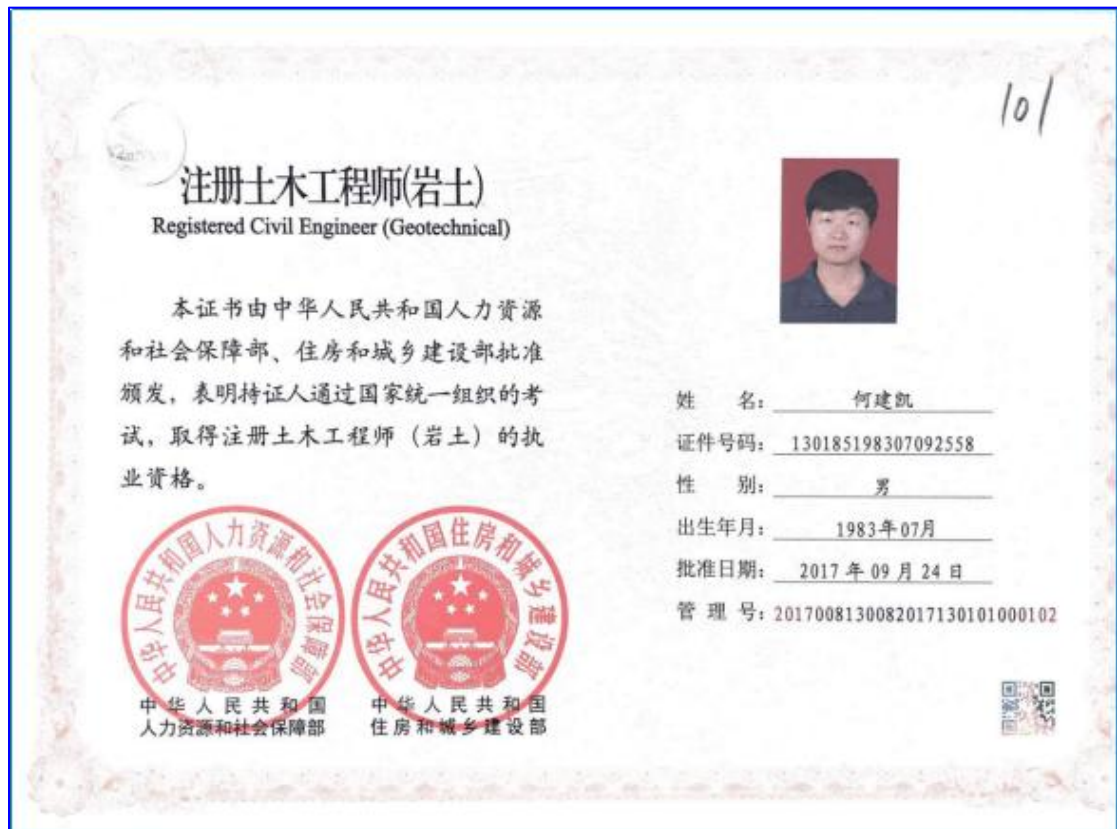 101
注册土木工程师(岩土)
Registered Civil Engineer (Geotechnical)
本证书由中华人民共和国人力资源
和社会保障部、住房和城乡建设部批准
颁发，表明持证人通过国家统一组织的考
试，取得注册土木工程师（岩土）的执
业资格。
中华人民共和国人力资源和社会保障部
中华人民共和国住房和城乡建设部
中华人民共和国
人力资源和社会保障部
中华人民共和国
住房和城乡建设部
姓 名：何建凯
证件号码：130185198307092558
性 别：男
出生年月：1983年07月
批准日期：2017年09月24日
管 理 号：2017008130082017130101000102